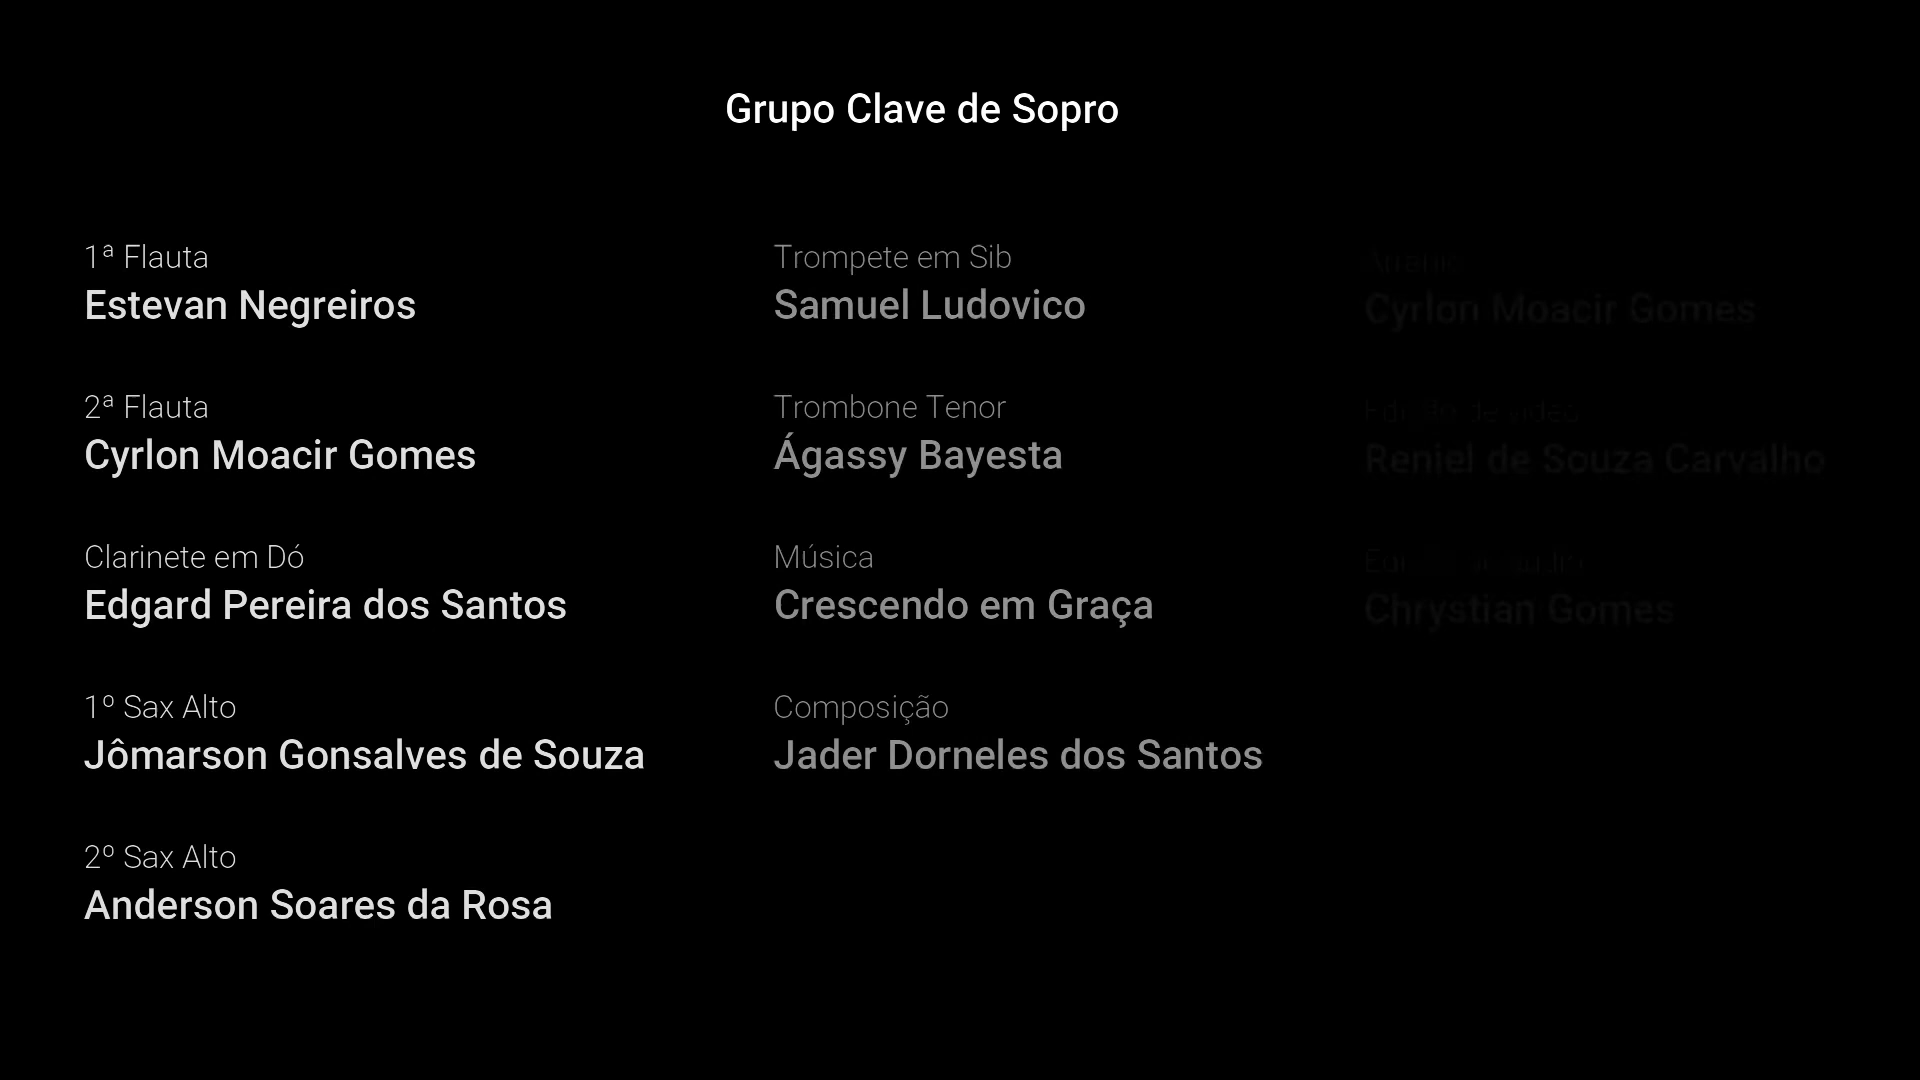 Grupo Clave de Sopro
1ª Flauta
Estevan Negreiros
2ª Flauta
Cyrlon Moacir Gomes
Clarinete em Dó
Edgard Pereira dos Santos
1º Sax Alto
Jômarson Gonsalves de Souza
2º Sax Alto
Anderson Soares da Rosa
Trompete em Sib
Samuel Ludovico
Trombone Tenor
Ágassy Bayesta
Música
Crescendo em Graça
Composição
Jader Dorneles dos Santos
Cyrlon Moacir Gomes
Edição de vídeo
Reniel de Souza Carvalho
Chrystian Gomes